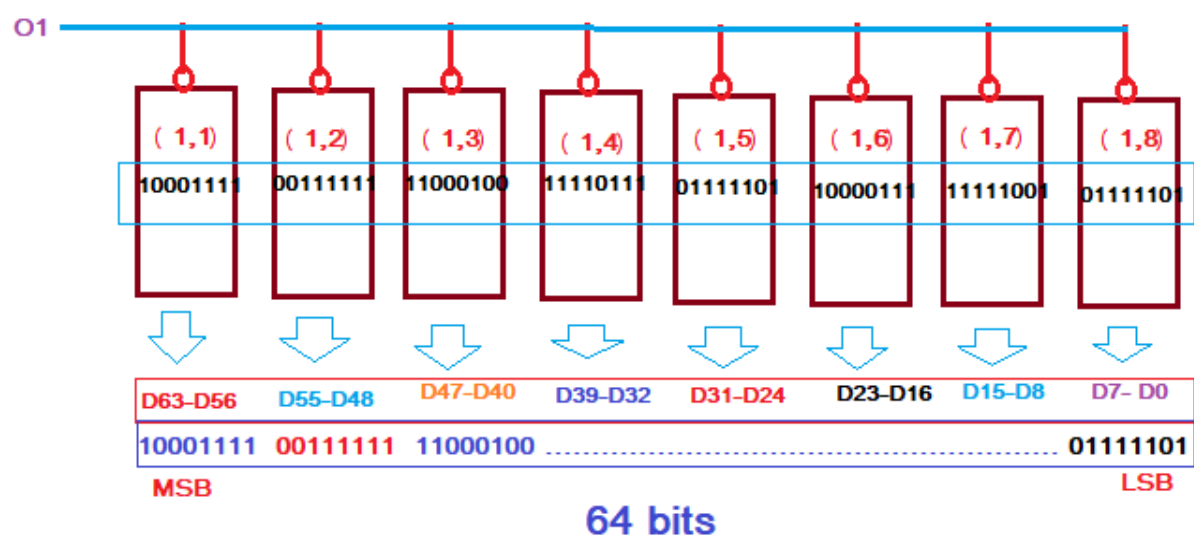 O1
( 1,1) ( 1,2) ( 1,3) ( 1,4) ( 1,5) ( 1,6) ( 1,7) ( 1,8)
10001111 00111111 11000100 11110111 01111101 10000111 11111001 01111101
D63-D56 D55-D48 D47-D40 D39-D32 D31-D24 D23-D16 D15-D8 D7- D0
10001111 00111111 11000100 ........................................................... 01111101
MSB LSB
64 bits